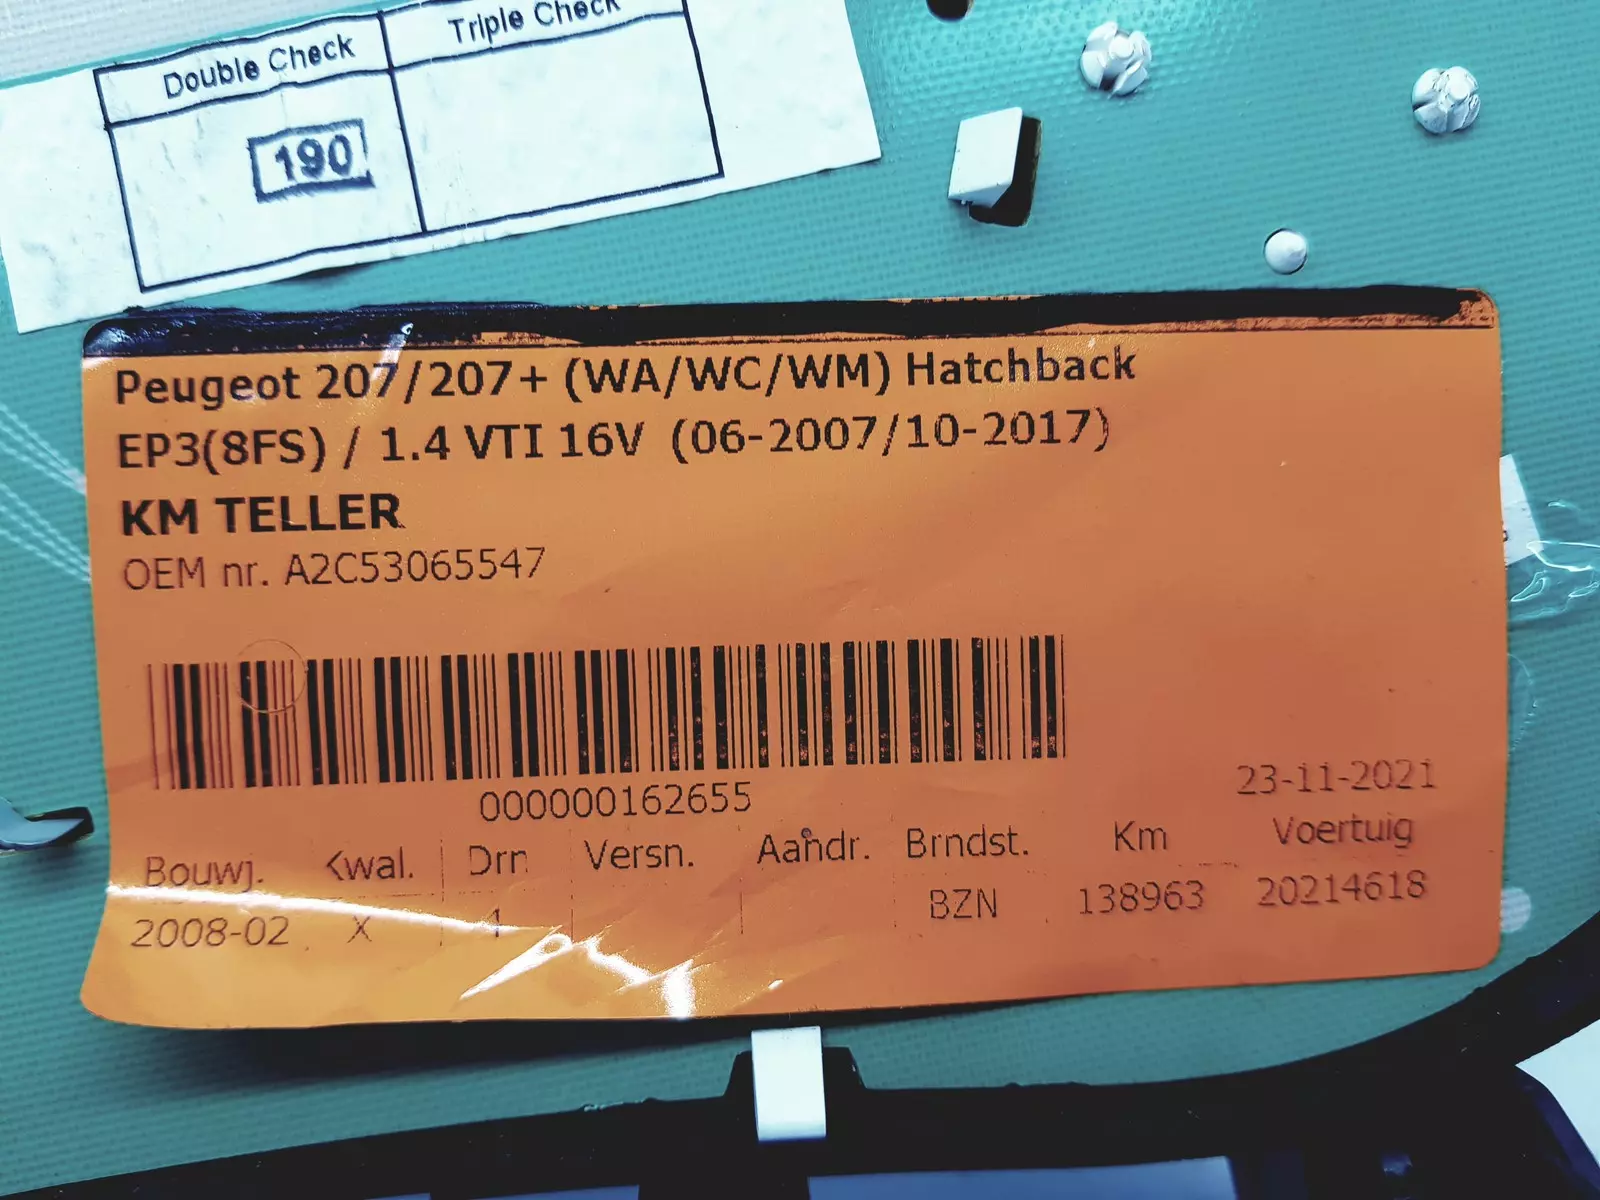 Double Check Triple Check
190
Peugeot 207/207+ (WA/WC/WM) Hatchback
EP3(8FS) / 1.4 VTI 16V (06-2007/10-2017)
KM TELLER
OEM nr. A2C53065547
000000162655
23-11-2021
Bouwj. Kwal. Drn Versn. Aandr. Brndst. Km Voertuig
2008-02 X 4 BZN 138963 20214618